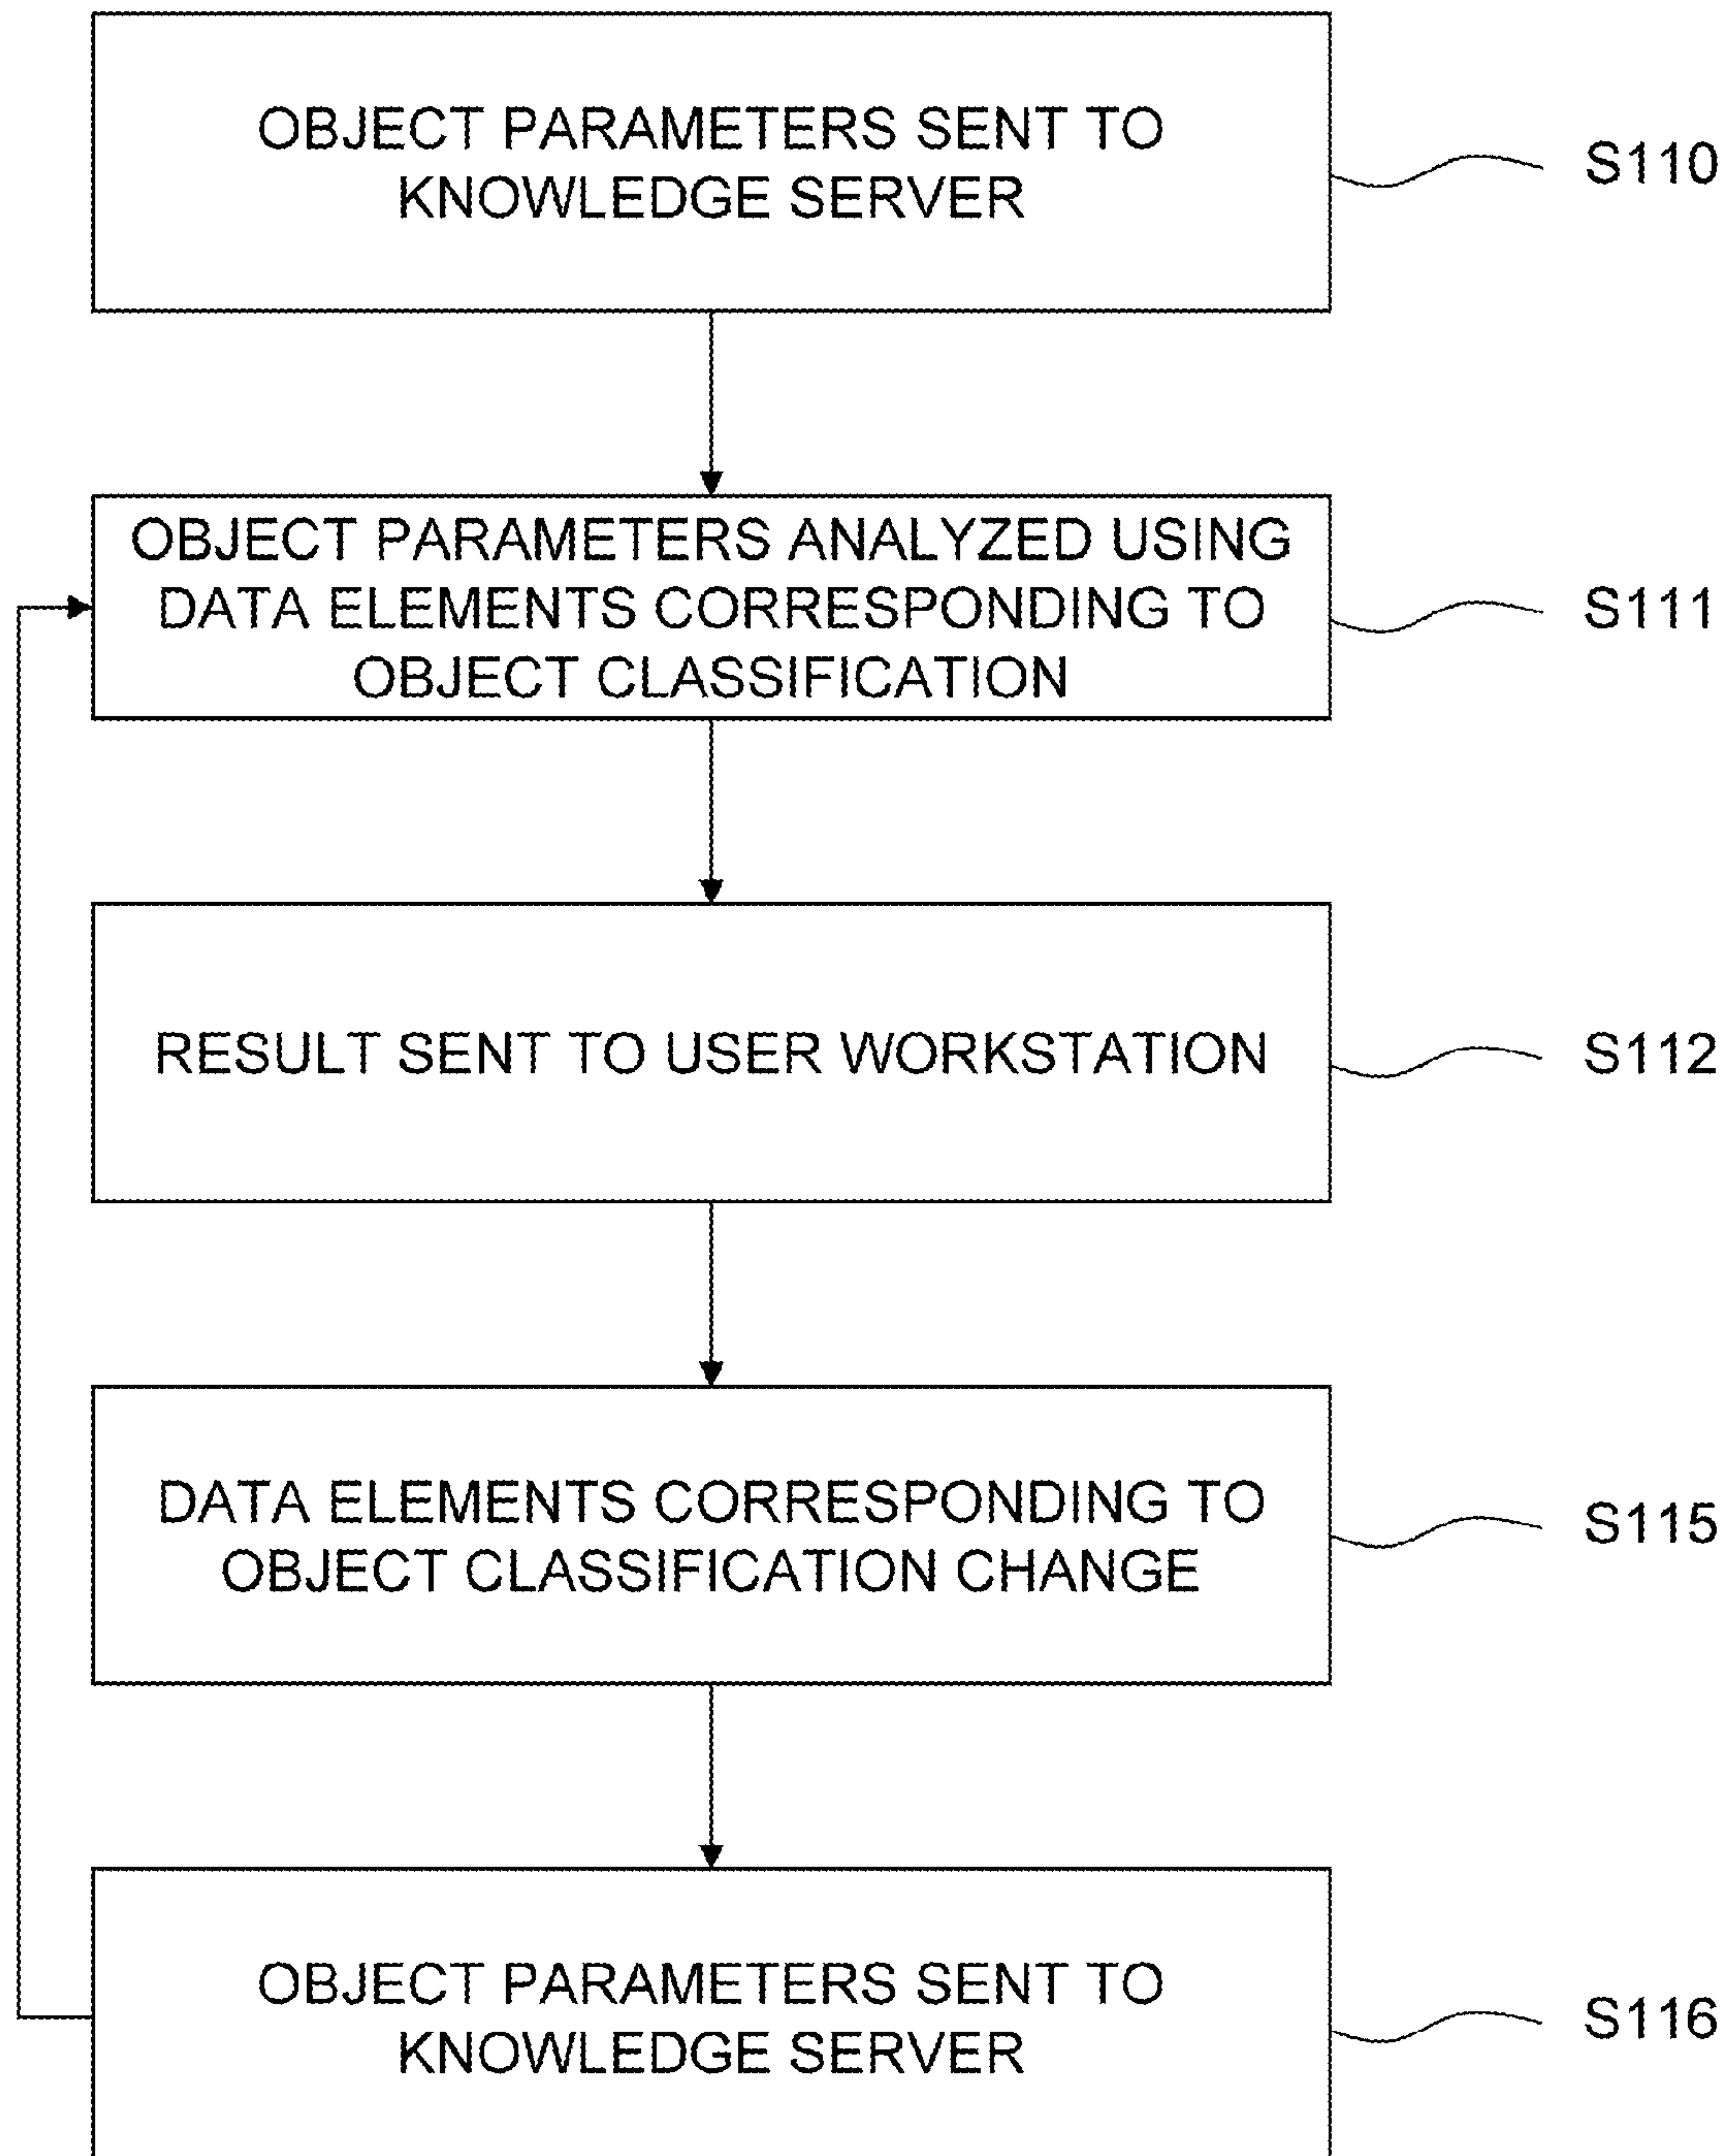 OBJECT PARAMETERS SENT TO
KNOWLEDGE SERVER
S110
OBJECT PARAMETERS ANALYZED USING
DATA ELEMENTS CORRESPONDING TO
OBJECT CLASSIFICATION
S111
RESULT SENT TO USER WORKSTATION
S112
DATA ELEMENTS CORRESPONDING TO
OBJECT CLASSIFICATION CHANGE
S115
OBJECT PARAMETERS SENT TO
KNOWLEDGE SERVER
S116